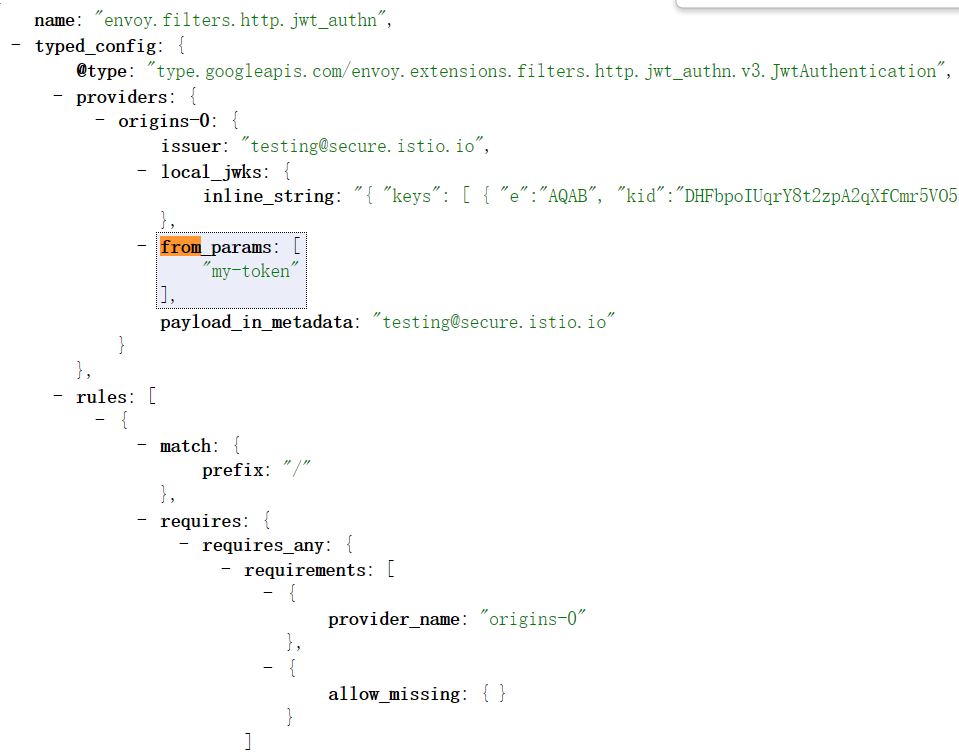 name: "envoy.filters.http.jwt_authn",
- typed_config: {
@type: "type.googleapis.com/envoy.extensions.filters.http.jwt_authn.v3.JwtAuthentication",
- providers: {
- origins-0: {
issuer: "testing@secure.istio.io",
- local_jwks: {
inline_string: "{ "keys": [ { "e":"AQAB", "kid":"DHFbpoIUqrY8t2zpA2qXfCmr5VO5
},
- from_params: [
"my-token"
],
payload_in_metadata: "testing@secure.istio.io"
}
},
- rules: [
- {
- match: {
prefix: "/"
},
- requires: {
- requires_any: {
- requirements: [
- {
provider_name: "origins-0"
},
- {
allow_missing: { }
}
]